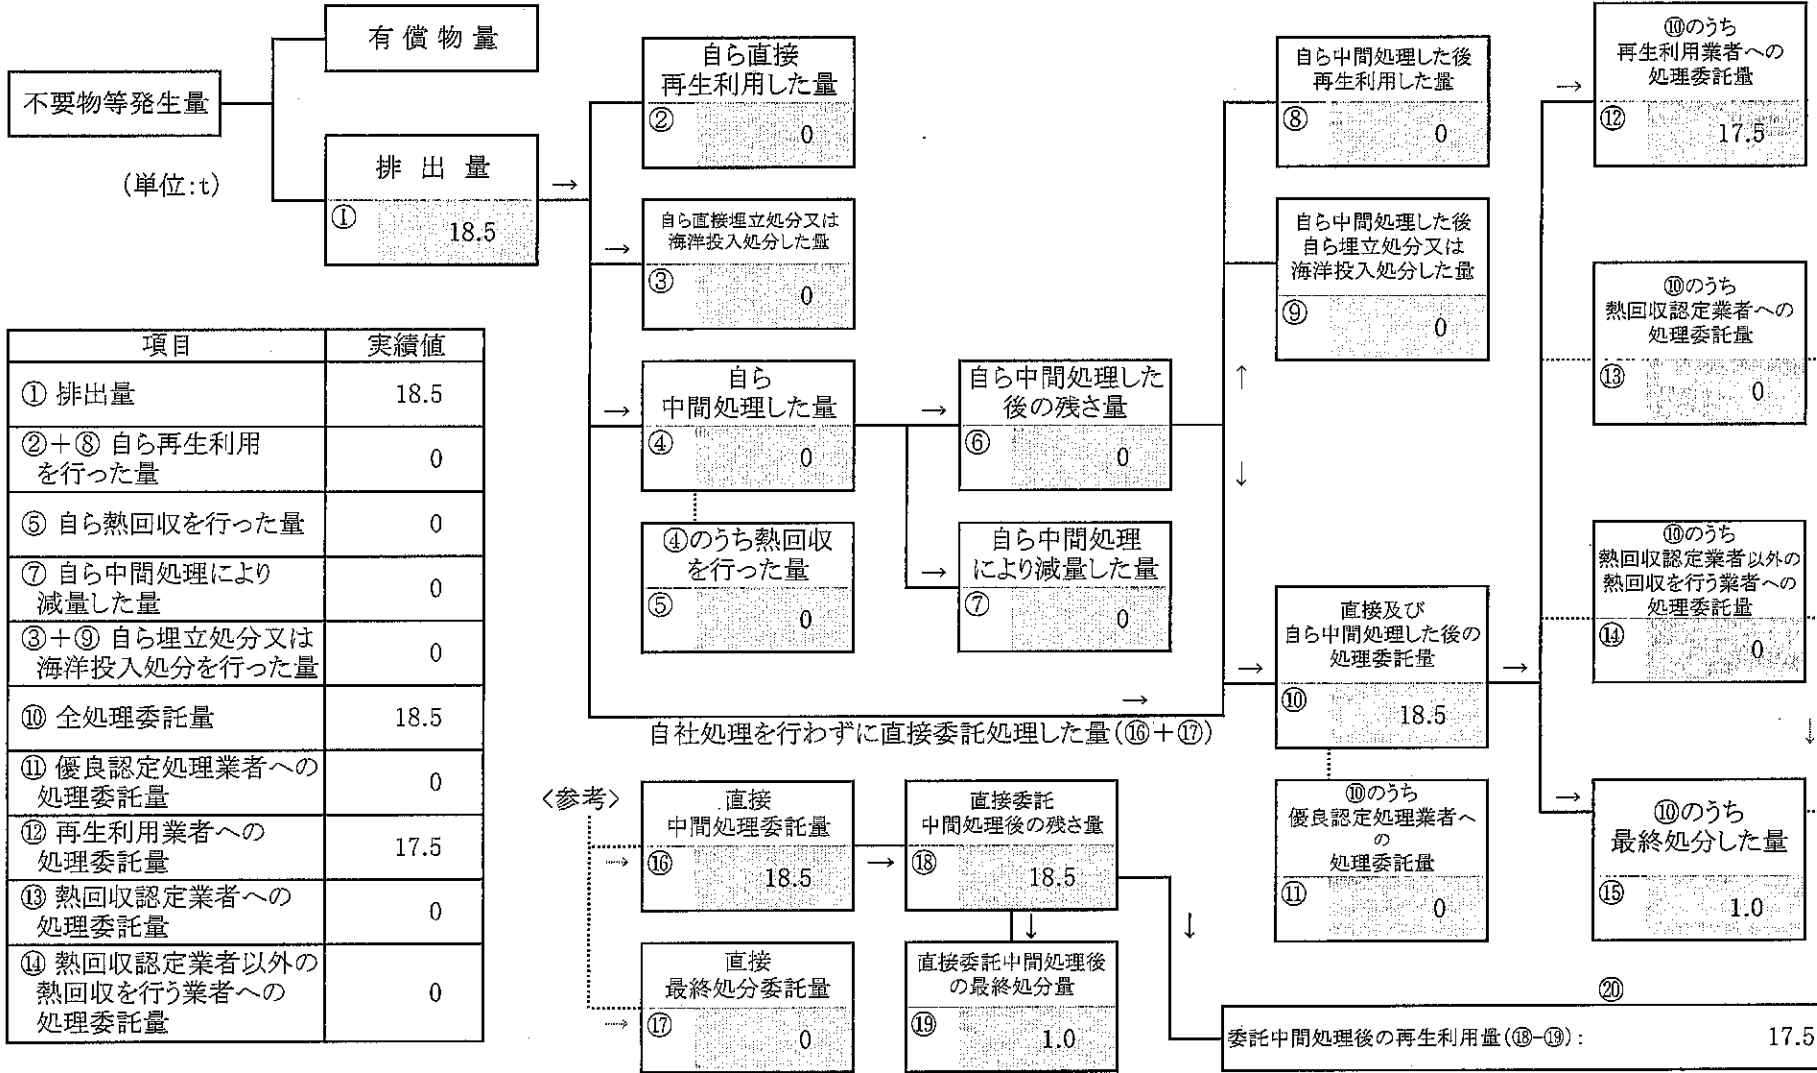 有償物量
不要物等発生量
(単位:t)
排出量
①
18.5
自ら直接
再生利用した量
②
0
自ら直接埋立処分又は
海洋投入処分した量
③
0
自ら
中間処理した量
④
0
④のうち熱回収
を行った量
⑤
0
自ら中間処理した
後の残さ量
⑥
0
自ら中間処理
により減量した量
⑦
0
自ら中間処理した後
再生利用した量
⑧
0
自ら中間処理した後
自ら埋立処分又は
海洋投入処分した量
⑨
0
直接及び
自ら中間処理した後の
処理委託量
⑩
18.5
⑩のうち
優良認定処理業者へ
の
処理委託量
⑪
0
⑩のうち
再生利用業者への
処理委託量
⑫
17.5
⑩のうち
熱回収認定業者への
処理委託量
⑬
0
⑩のうち
熱回収認定業者以外の
熱回収を行う業者への
処理委託量
⑭
0
⑩のうち
最終処分した量
⑮
1.0
自社処理を行わずに直接委託処理した量(⑯+⑰)
〈参考〉
直接
中間処理委託量
⑯
18.5
直接
最終処分委託量
⑰
0
直接委託
中間処理後の残さ量
⑱
18.5
直接委託中間処理後
の最終処分量
⑲
1.0
⑳
委託中間処理後の再生利用量(⑱-⑲):
17.5
項目 実績値
① 排出量 18.5
②+⑧ 自ら再生利用
を行った量 0
⑤ 自ら熱回収を行った量 0
⑦ 自ら中間処理により
減量した量 0
③+⑨ 自ら埋立処分又は
海洋投入処分を行った量 0
⑩ 全処理委託量 18.5
⑪ 優良認定処理業者への
処理委託量 0
⑫ 再生利用業者への
処理委託量 17.5
⑬ 熱回収認定業者への
処理委託量 0
⑭ 熱回収認定業者以外の
熱回収を行う業者への
処理委託量 0